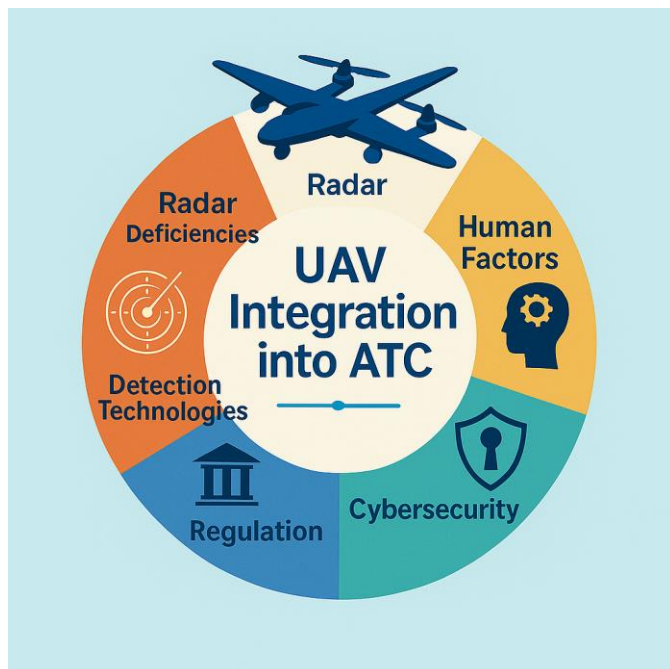 Radar
Radar
Deficiencies
Human
Factors
UAV
Integration
into ATC
Detection
Technologies
Cybersecurity
Regulation